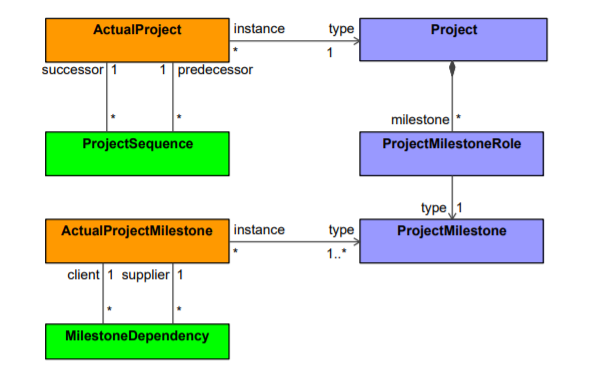 ActualProject
instance type
Project
* 1
successor 1 1 predecessor
* *
milestone *
ProjectSequence
ProjectMilestoneRole
type 1
ActualProjectMilestone
instance type
ProjectMilestone
* 1..*
client 1 supplier 1
* *
MilestoneDependency